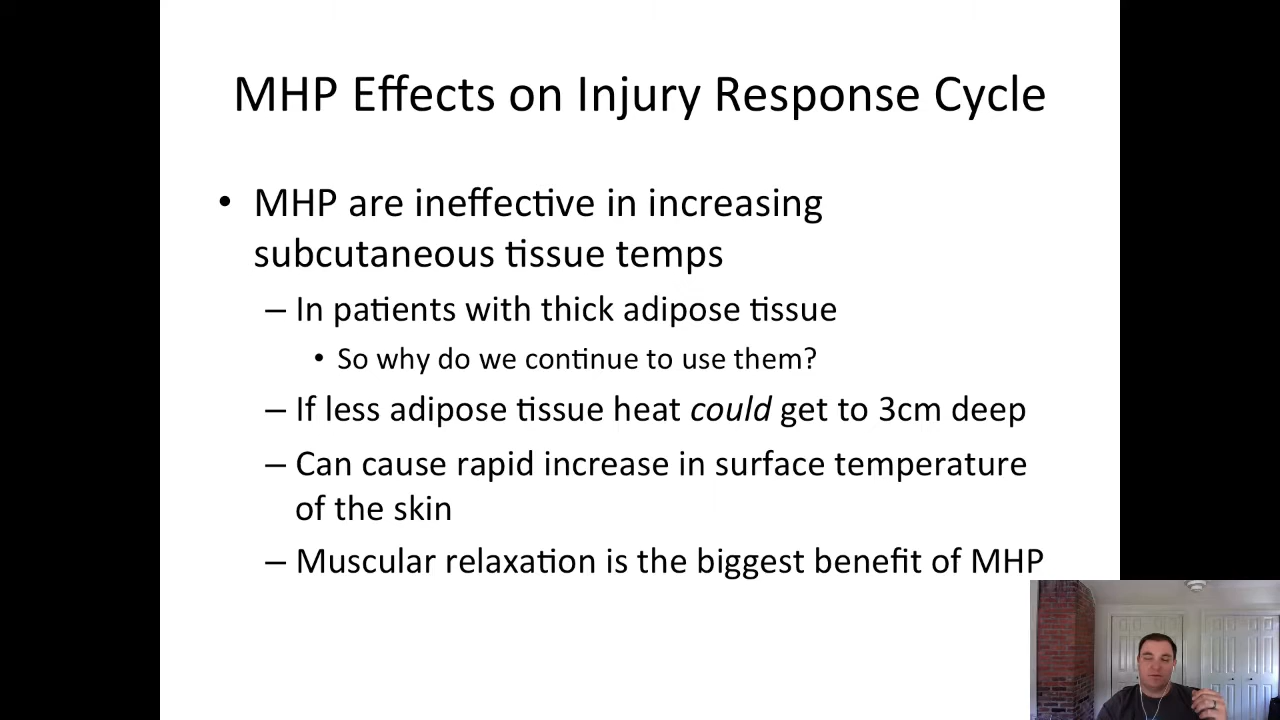 MHP Effects on Injury Response Cycle
• MHP are ineffective in increasing
subcutaneous tissue temps
– In patients with thick adipose tissue
• So why do we continue to use them?
– If less adipose tissue heat could get to 3cm deep
– Can cause rapid increase in surface temperature
of the skin
– Muscular relaxation is the biggest benefit of MHP